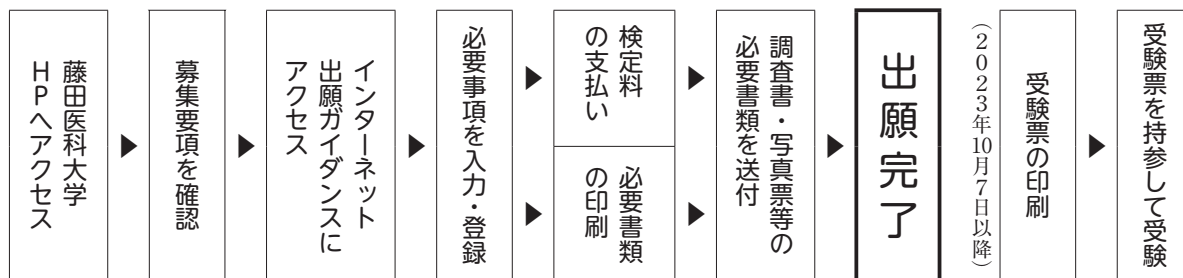 藤田医科大学
HPへアクセス
▶
募集要項を確認
▶
インターネット
出願ガイダンスに
アクセス
▶
必要事項を入力・登録
▶
検定料
の支払い
▶
▶
必要書類
の印刷
▶
調査書・写真票等の
必要書類を送付
▶
出願完了
受験票の印刷
（2023年10月7日以降）
▶
受験票を持参して受験